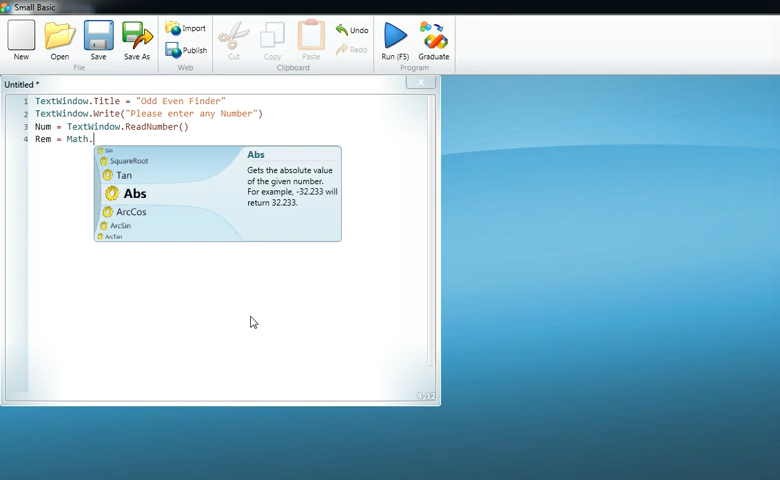 Small Basic
New
Open
Save
Save As
Import
Publish
Cut
Copy
Paste
Undo
Redo
Run (F5)
Graduate
File
Web
Clipboard
Program
Untitled *
1 TextWindow.Title = "Odd Even Finder"
2 TextWindow.Write("Please enter any Number")
3 Num = TextWindow.ReadNumber()
4 Rem = Math.
Sin
SquareRoot
Tan
Abs
ArcCos
ArcSin
ArcTan
Abs
Gets the absolute value
of the given number.
For example, -32.233 will
return 32.233.
4,12